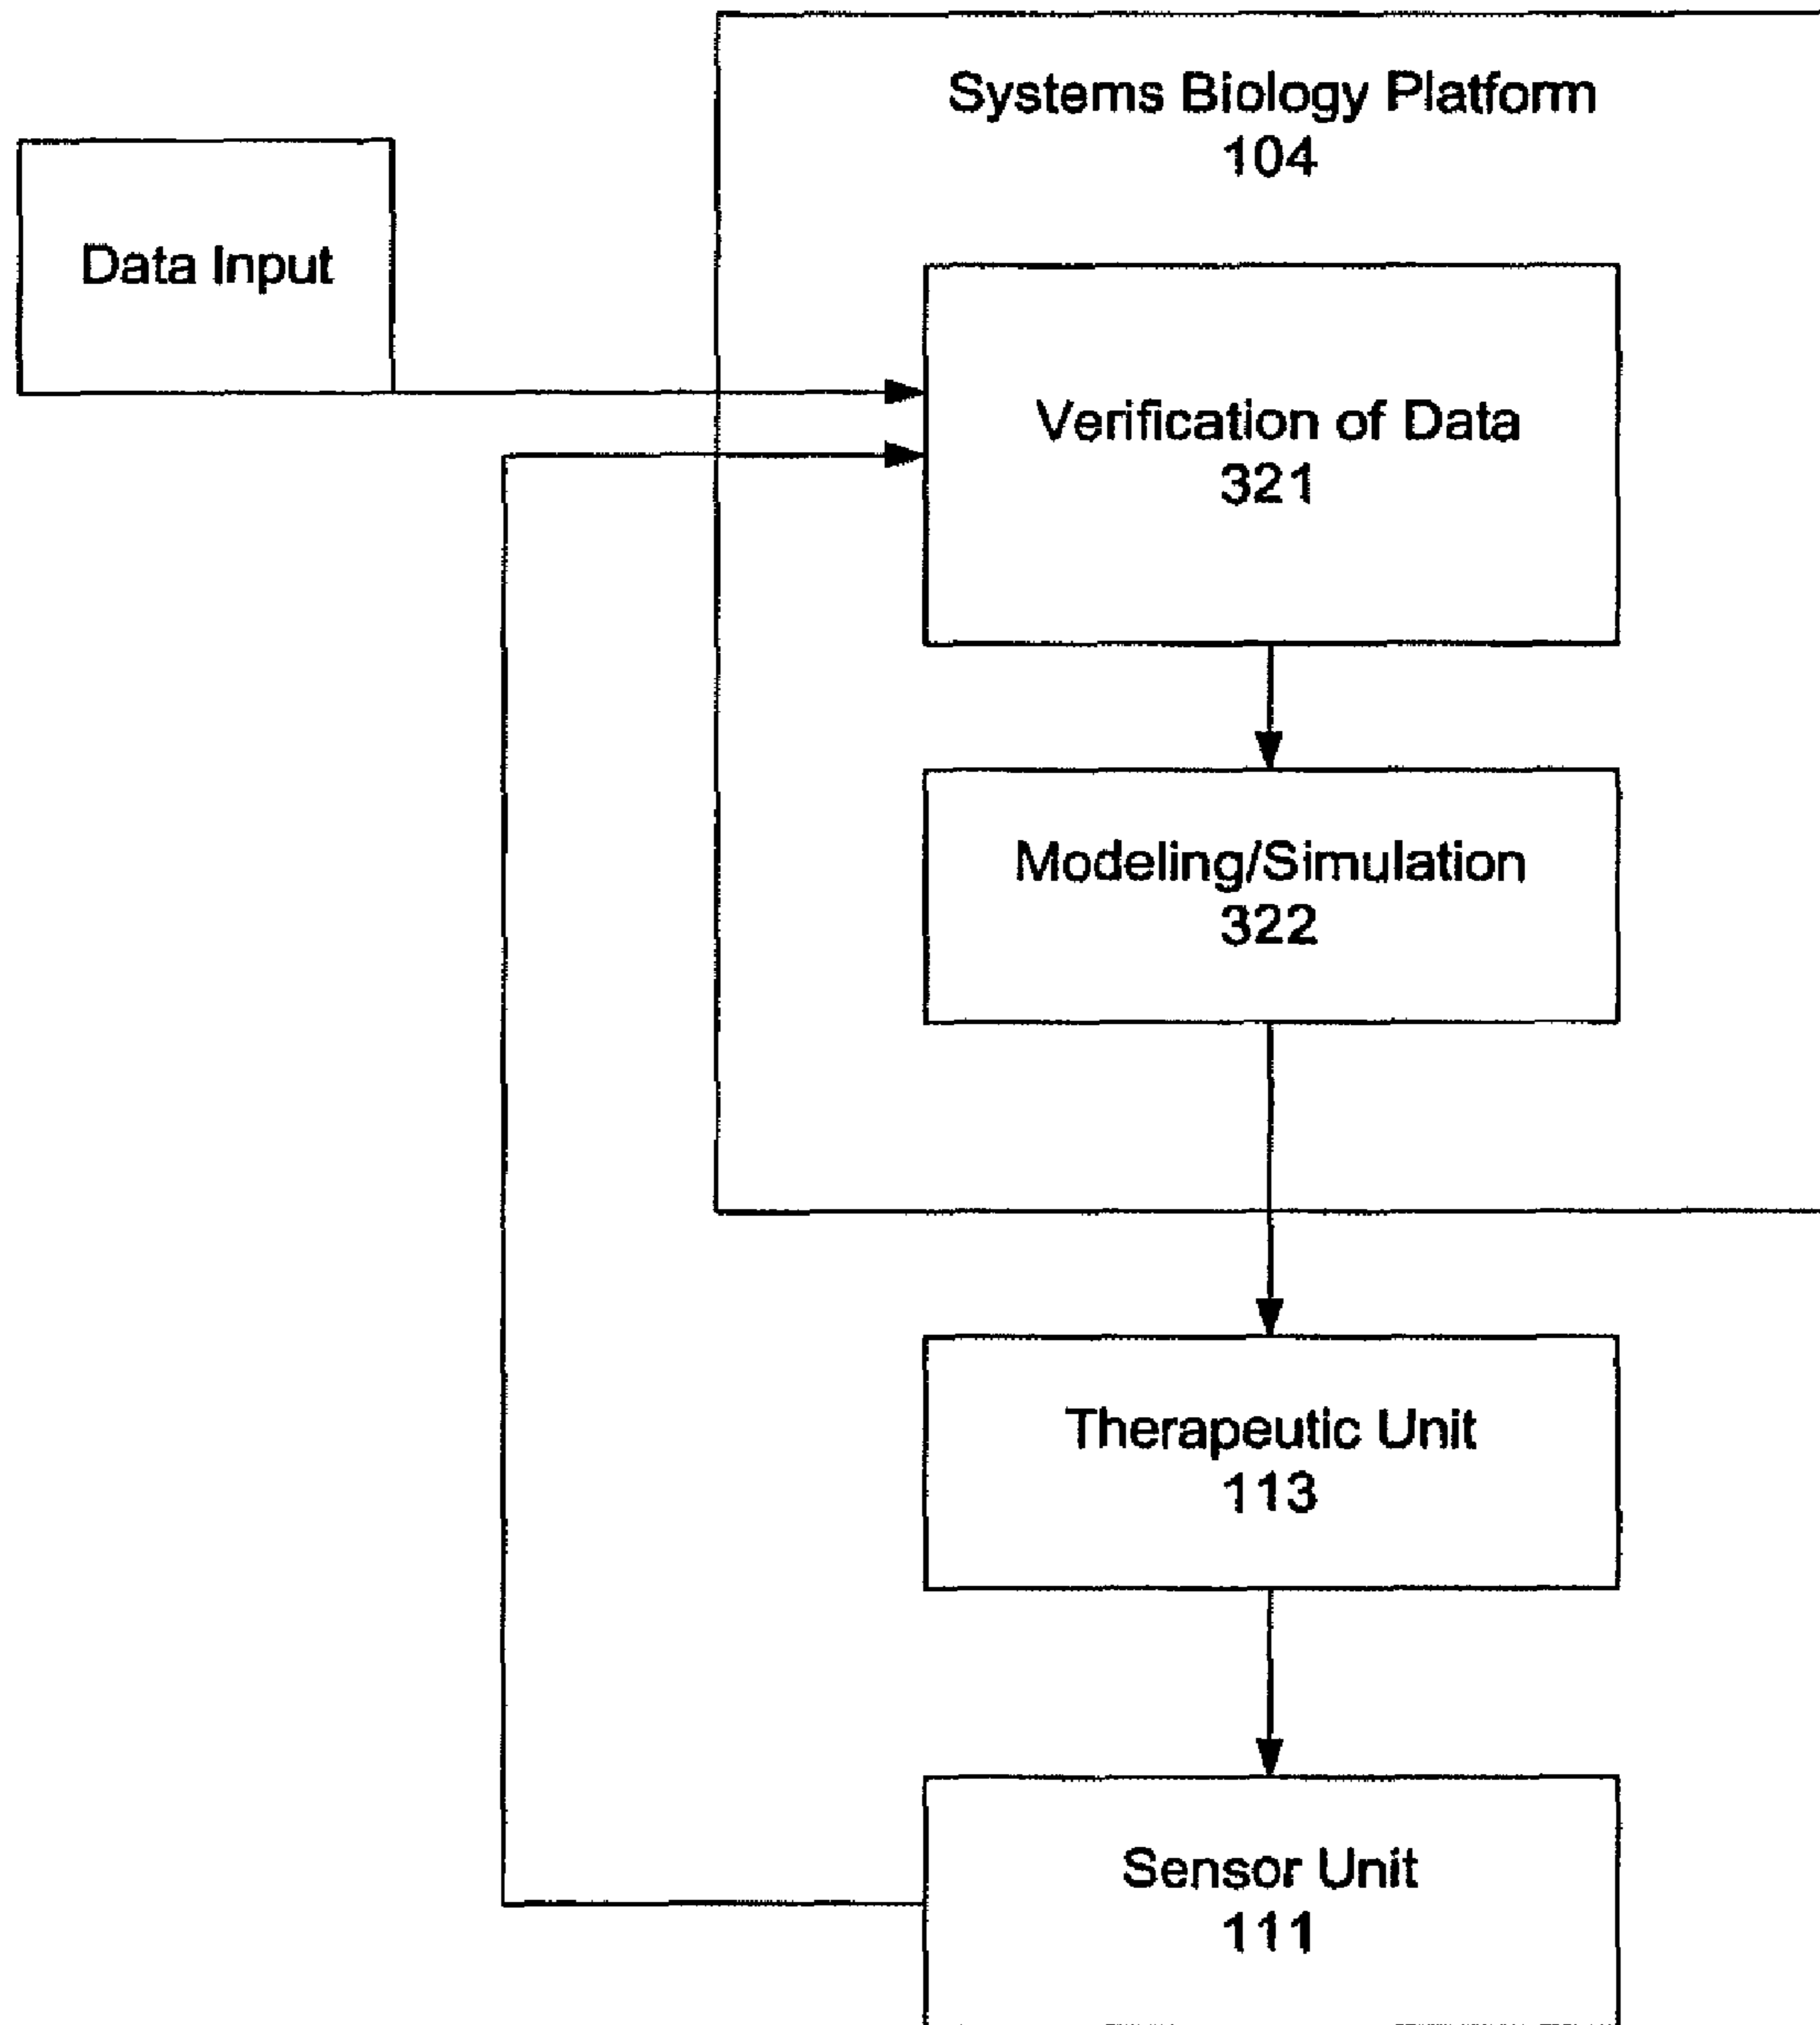 Systems Biology Platform
104
Data Input
Verification of Data
321
Modeling/Simulation
322
Therapeutic Unit
113
Sensor Unit
111